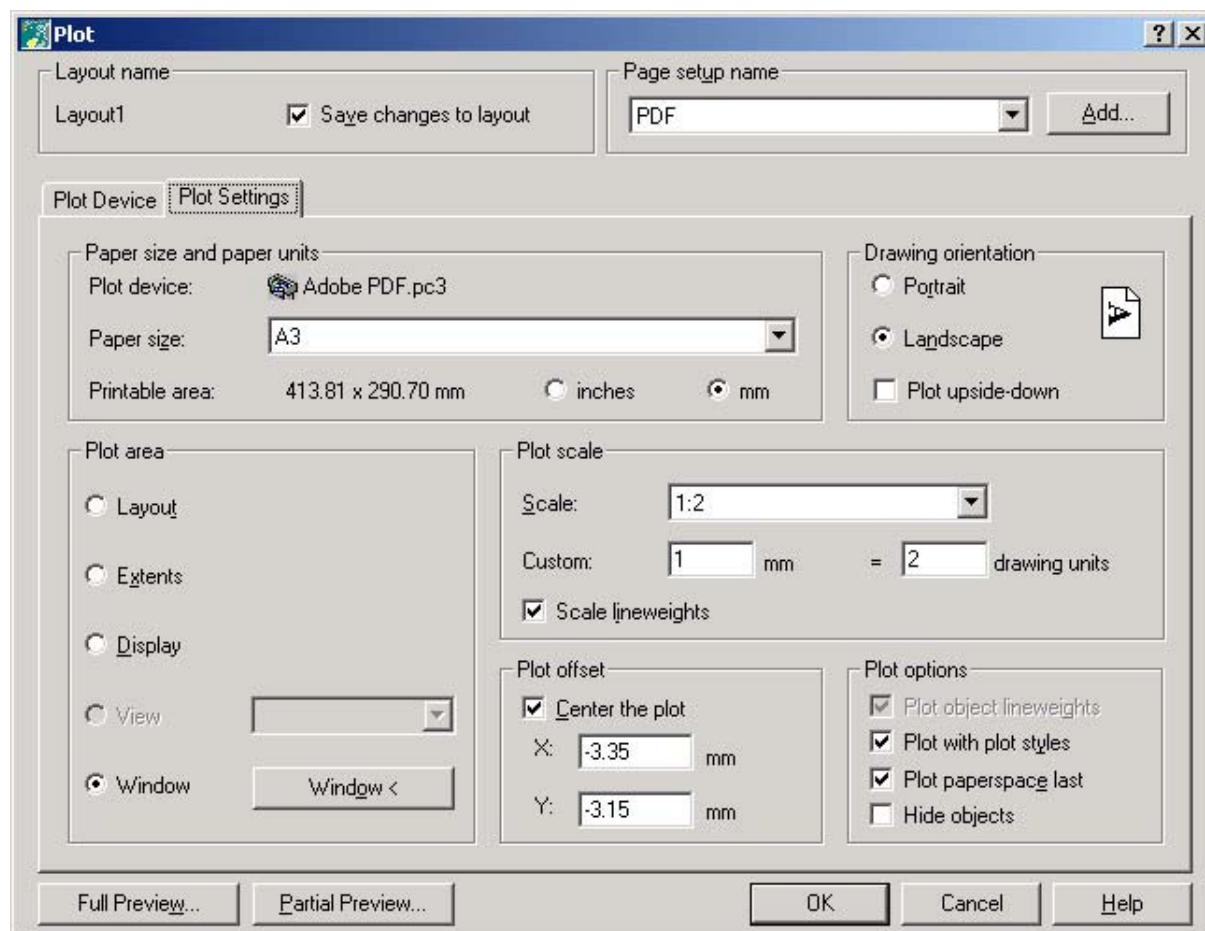 Plot
Layout name
Layout1 Save changes to layout
Page setup name
PDF Add...
Plot Device Plot Settings
Paper size and paper units
Plot device: Adobe PDF.pc3
Paper size: A3
Printable area: 413.81 x 290.70 mm inches mm
Drawing orientation
Portrait
A
Landscape
Plot upside-down
Plot area
Layout
Extents
Display
View
Window Window <
Plot scale
Scale: 1:2
Custom: 1 mm = 2 drawing units
Scale lineweights
Plot offset
Center the plot
X: -3.35 mm
Y: -3.15 mm
Plot options
Plot object lineweights
Plot with plot styles
Plot paperspace last
Hide objects
Full Preview... Partial Preview... OK Cancel Help